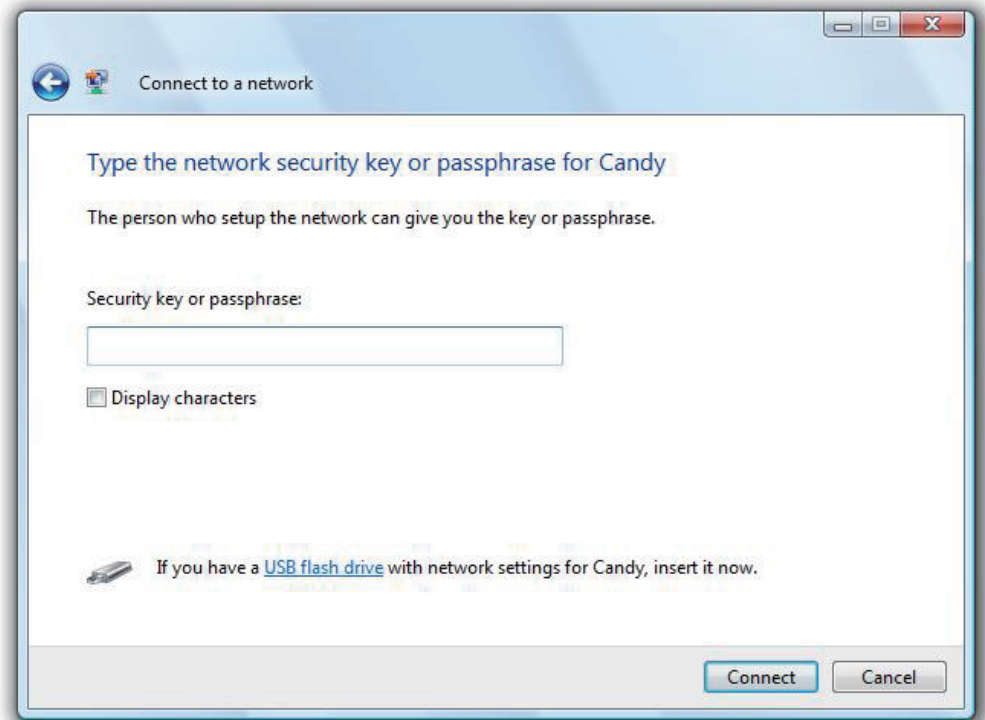 Connect to a network
Type the network security key or passphrase for Candy
The person who setup the network can give you the key or passphrase.
Security key or passphrase:
Display characters
If you have a USB flash drive with network settings for Candy, insert it now.
Connect Cancel